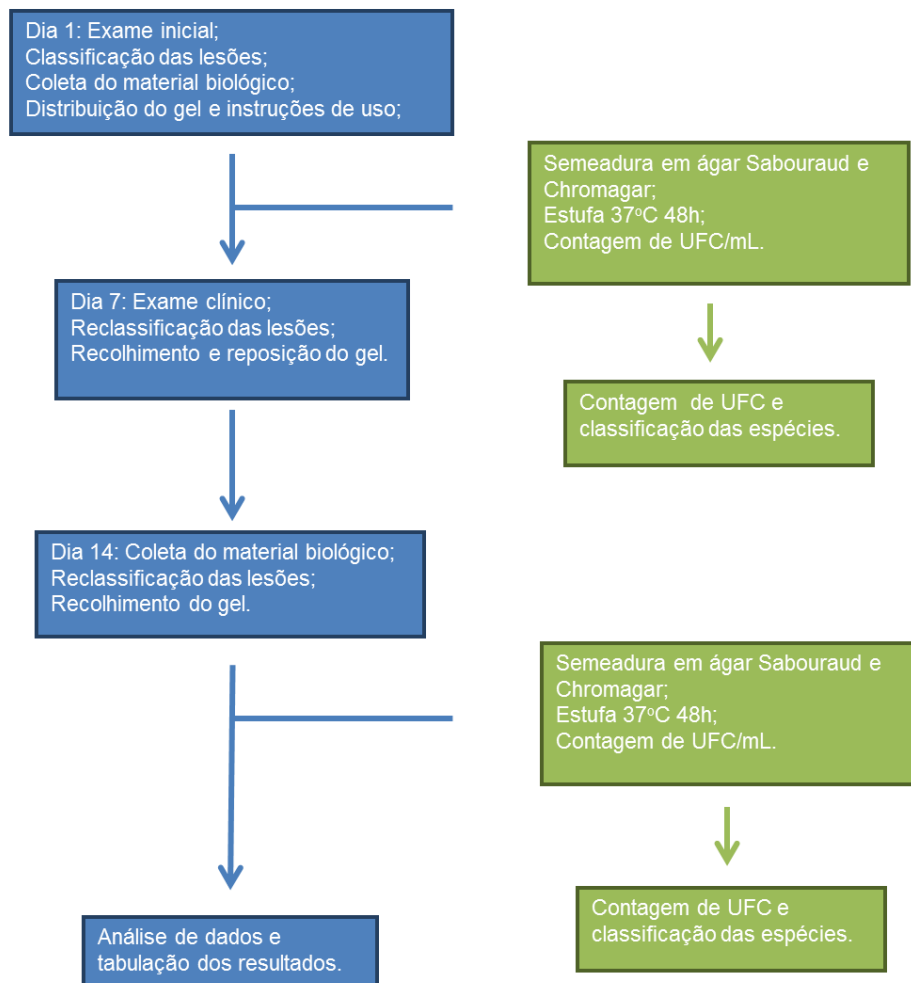 Dia 1: Exame inicial;
Classificação das lesões;
Coleta do material biológico;
Distribuição do gel e instruções de uso;
Semeadura em ágar Sabouraud e
Chromagar;
Estufa 37ºC 48h;
Contagem de UFC/mL.
Dia 7: Exame clínico;
Reclassificação das lesões;
Recolhimento e reposição do gel.
Contagem de UFC e
classificação das espécies.
Dia 14: Coleta do material biológico;
Reclassificação das lesões;
Recolhimento do gel.
Semeadura em ágar Sabouraud e
Chromagar;
Estufa 37ºC 48h;
Contagem de UFC/mL.
Contagem de UFC e
classificação das espécies.
Análise de dados e
tabulação dos resultados.